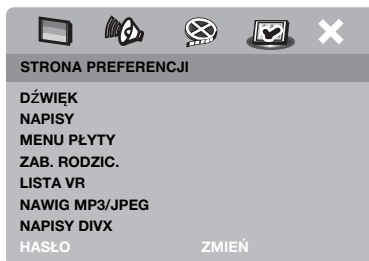 STRONA PREFERENCJI
DŹWIĘK
NAPISY
MENU PŁYTY
ZAB. RODZIC.
LISTA VR
NAWIG MP3/JPEG
NAPISY DIVX
HASŁO ZMIEŃ